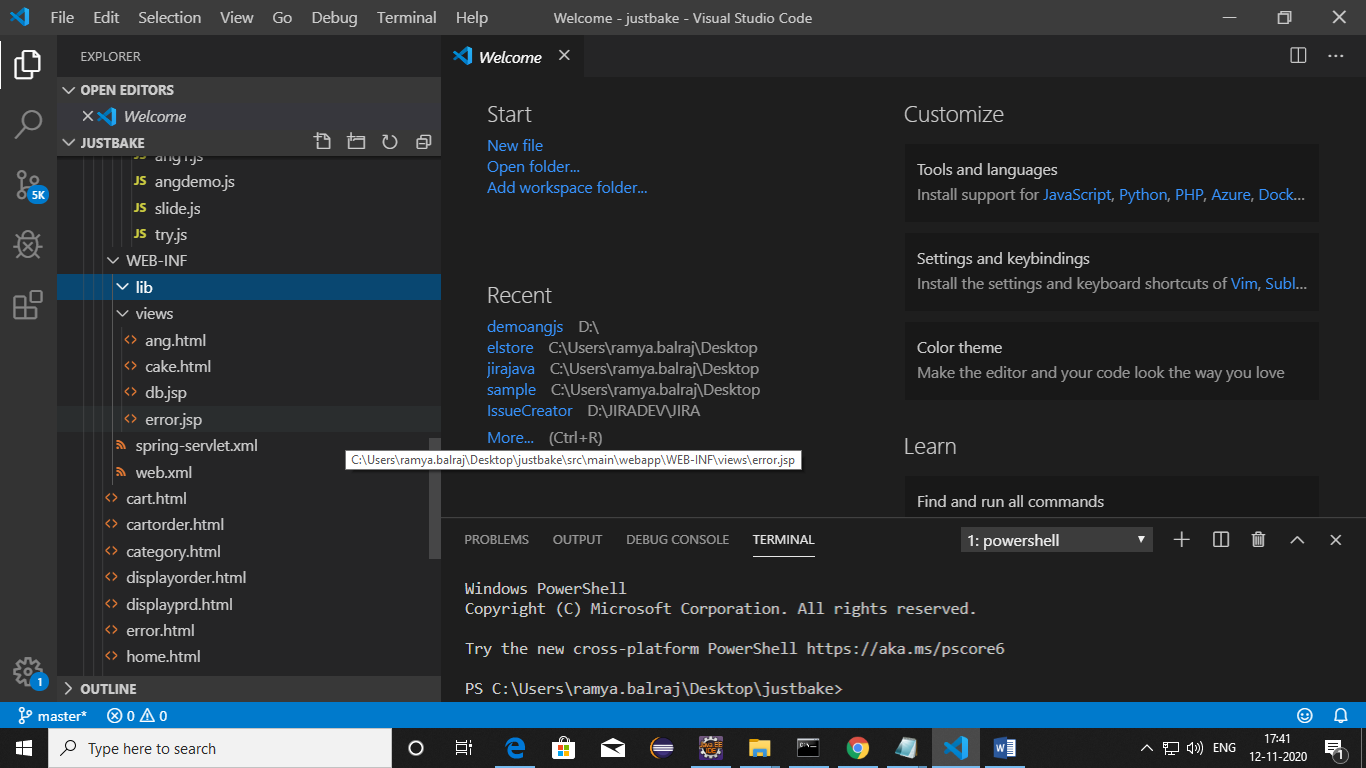 File Edit Selection View Go Debug Terminal Help Welcome - justbake - Visual Studio Code
EXPLORER
OPEN EDITORS
Welcome
JUSTBAKE
angdemo.js
slide.js
try.js
WEB-INF
lib
views
ang.html
cake.html
db.jsp
error.jsp
spring-servlet.xml
web.xml
cart.html
cartorder.html
category.html
displayorder.html
displayprd.html
error.html
home.html
OUTLINE
5K
1
Welcome
Start
New file
Open folder...
Add workspace folder...
Recent
demoangjs D:\
elstore C:\Users\ramya.balraj\Desktop
jirajava C:\Users\ramya.balraj\Desktop
sample C:\Users\ramya.balraj\Desktop
IssueCreator D:\JIRADEV\JIRA
More... (Ctrl+R)
C:\Users\ramya.balraj\Desktop\justbake\src\main\webapp\WEB-INF\views\error.jsp
Customize
Tools and languages
Install support for JavaScript, Python, PHP, Azure, Dock...
Settings and keybindings
Install the settings and keyboard shortcuts of Vim, Subl...
Color theme
Make the editor and your code look the way you love
Learn
Find and run all commands
PROBLEMS OUTPUT DEBUG CONSOLE TERMINAL 1: powershell
Windows PowerShell
Copyright (C) Microsoft Corporation. All rights reserved.
Try the new cross-platform PowerShell https://aka.ms/pscore6
PS C:\Users\ramya.balraj\Desktop\justbake>
master* 0 0
Type here to search
ENG
17:41
12-11-2020
1